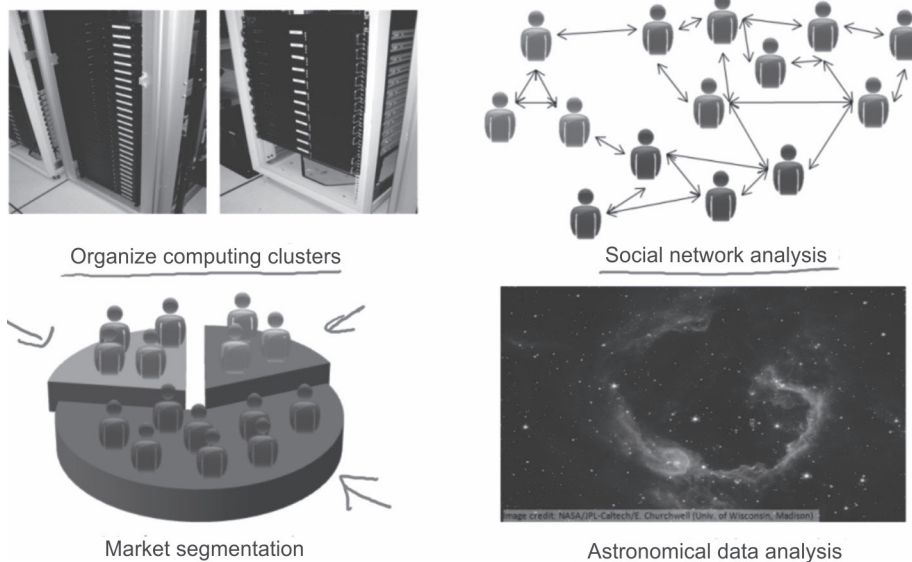 Organize computing clusters
Social network analysis
Image credit: NASA/JPL-Caltech/E. Churchwell (Univ. of Wisconsin, Madison)
Market segmentation
Astronomical data analysis